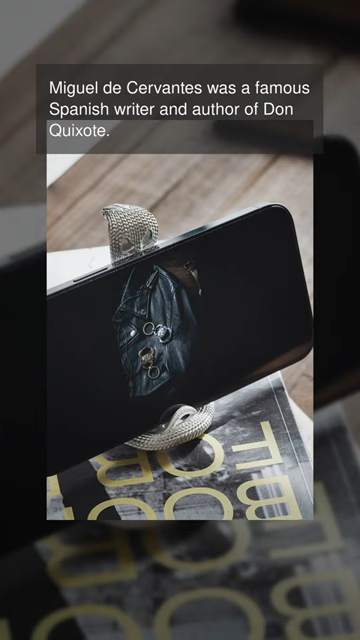 Miguel de Cervantes was a famous
Spanish writer and author of Don
Quixote.